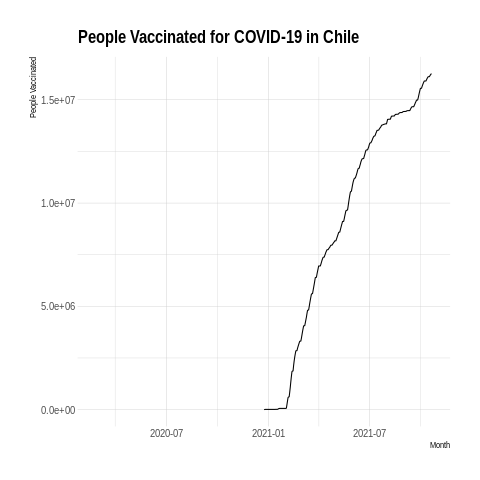 People Vaccinated for COVID-19 in Chile
People Vaccinated
1.5e+07
1.0e+07
5.0e+06
0.0e+00
2020-07
2021-01
2021-07
Month